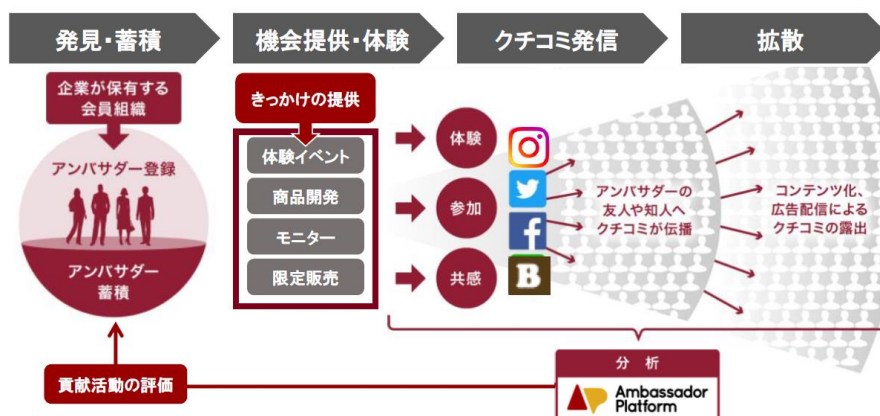 発見・蓄積
機会提供・体験
クチコミ発信
拡散
企業が保有する
会員組織
アンバサダー登録
アンバサダー
蓄積
貢献活動の評価
きっかけの提供
体験イベント
商品開発
モニター
限定販売
体験
参加
共感
B
アンバサダーの
友人や知人へ
クチコミが伝播
コンテンツ化、
広告配信による
クチコミの露出
分析
Ambassador
Platform